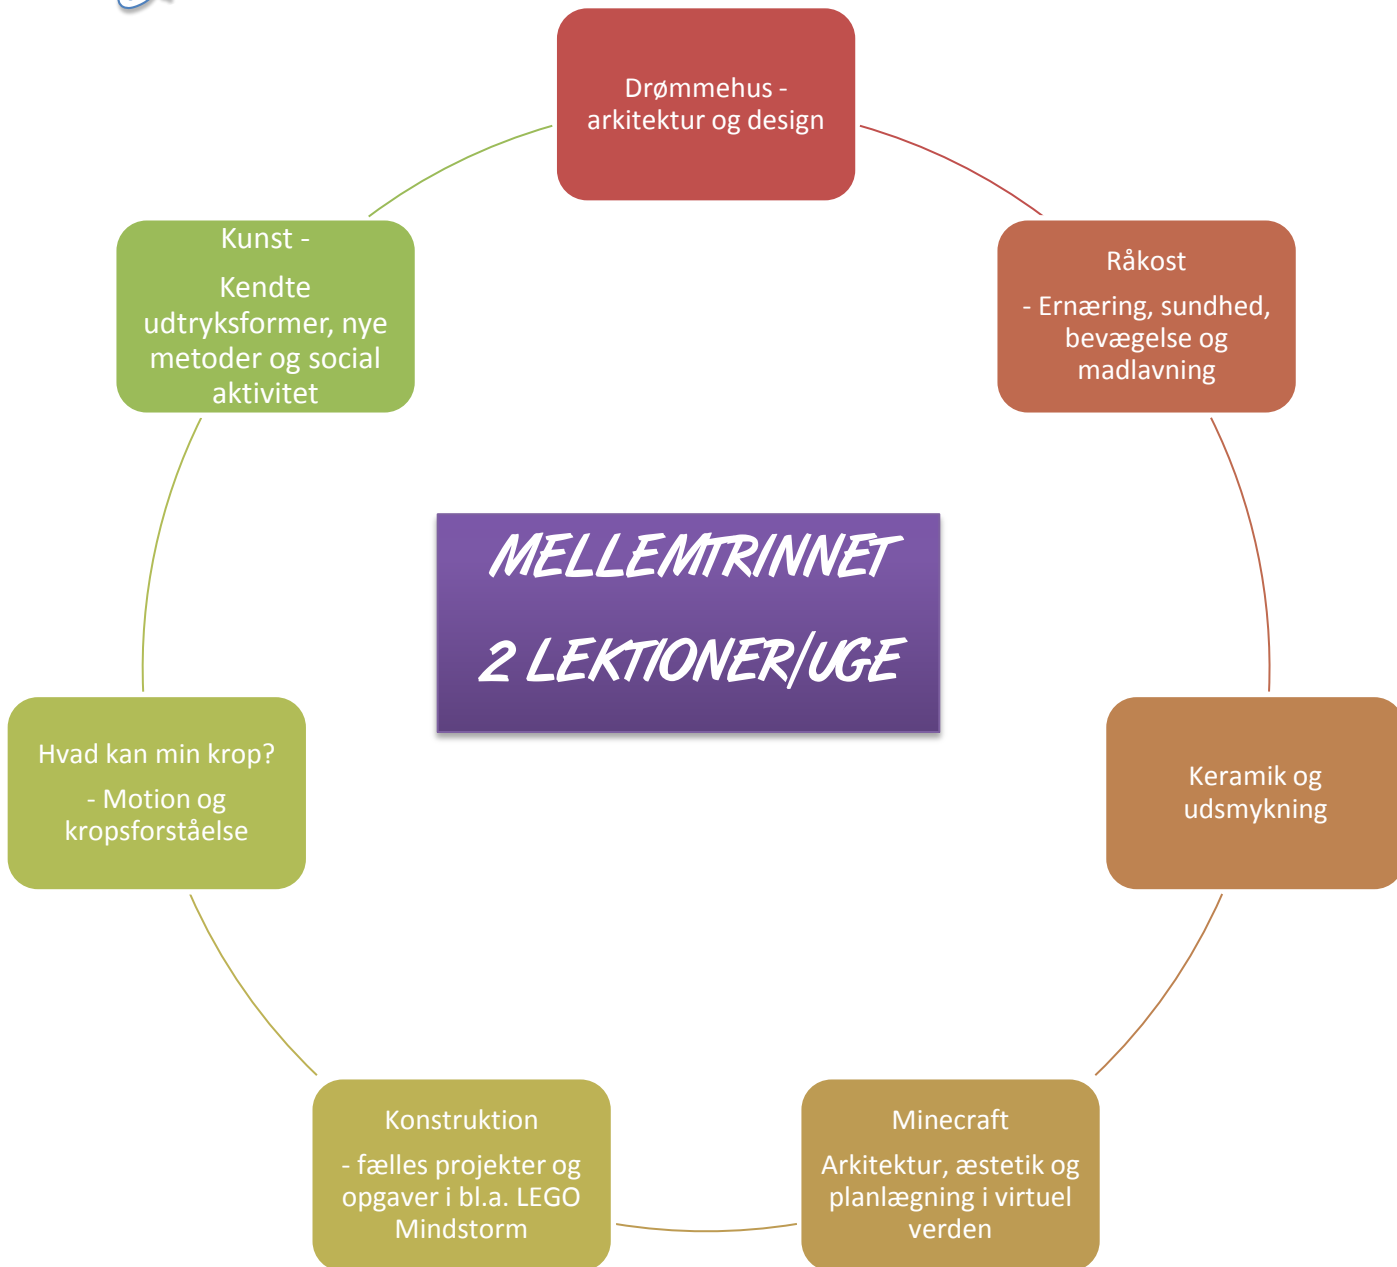 Drømmehus -
arkitektur og design
Råkost
- Ernæring, sundhed,
bevægelse og
madlavning
Keramik og
udsmykning
Minecraft
Arkitektur, æstetik og
planlægning i virtuel
verden
Konstruktion
- fælles projekter og
opgaver i bl.a. LEGO
Mindstorm
Hvad kan min krop?
- Motion og
kropsforståelse
Kunst -
Kendte
udtryksformer, nye
metoder og social
aktivitet
MELLEMTRINNET
2 LEKTIONER/UGE